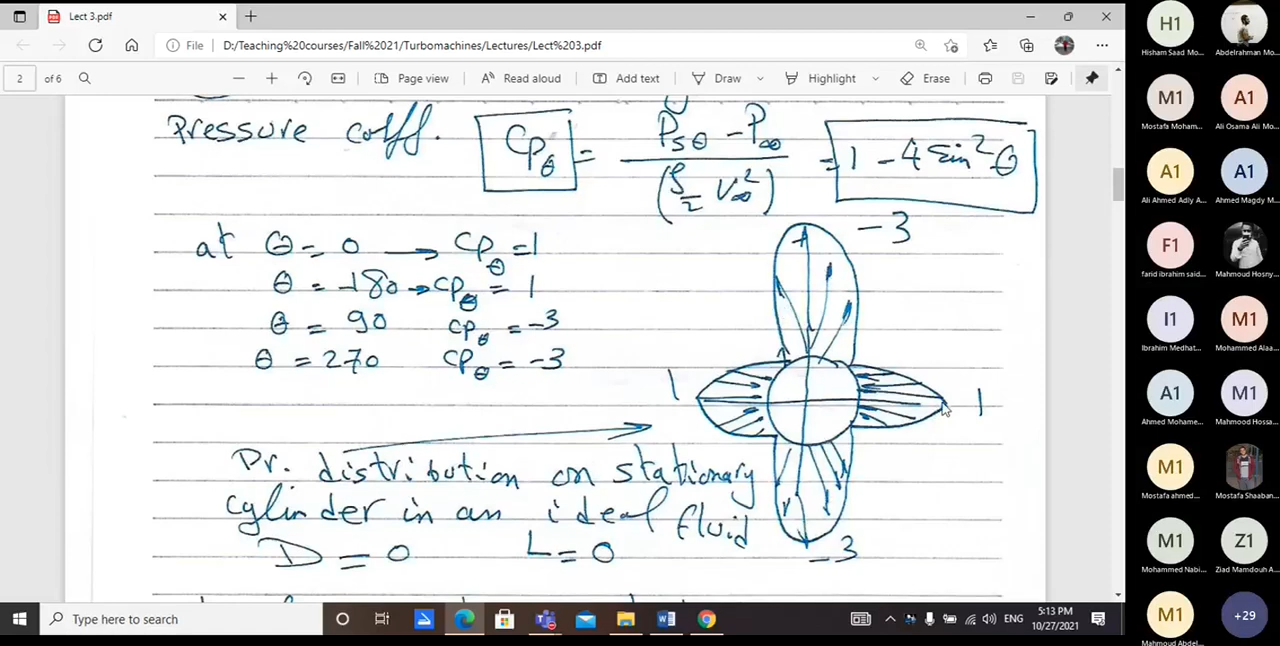 Lect 3.pdf
File
D:/Teaching%20courses/Fall%2021/Turbomachines/Lectures/Lect%203.pdf
2 of 6
Page view
Read aloud
Add text
Draw
Highlight
Erase
Pressure coeff. Cpθ = Psθ - P∞ / (ρ/2 V∞²) = 1 - 4 sin²θ
at θ = 0 → Cpθ = 1
θ = 180 → Cpθ = 1
θ = 90 Cpθ = -3
θ = 270 Cpθ = -3
-3
1
1
-3
Pr. distribution on stationary
cylinder in an ideal fluid
D = 0 L = 0
Type here to search
ENG
5:13 PM
10/27/2021
H1
Hisham Saad Mo...
Abdelrahman Mo...
M1
Mostafa Moham...
A1
Ali Osama Ali Mo...
A1
Ali Ahmed Adly A...
A1
Ahmed Magdy M...
F1
farid ibrahim said...
Mahmoud Hosny...
I1
Ibrahim Medhat...
M1
Mohammed Alaa...
A1
Ahmed Mohame...
M1
Mahmood Hossa...
M1
Mostafa ahmed...
Mostafa Shaaban...
M1
Mohammed Nabi...
Z1
Ziad Mamdouh A...
M1
Mahmoud Abdel...
+29